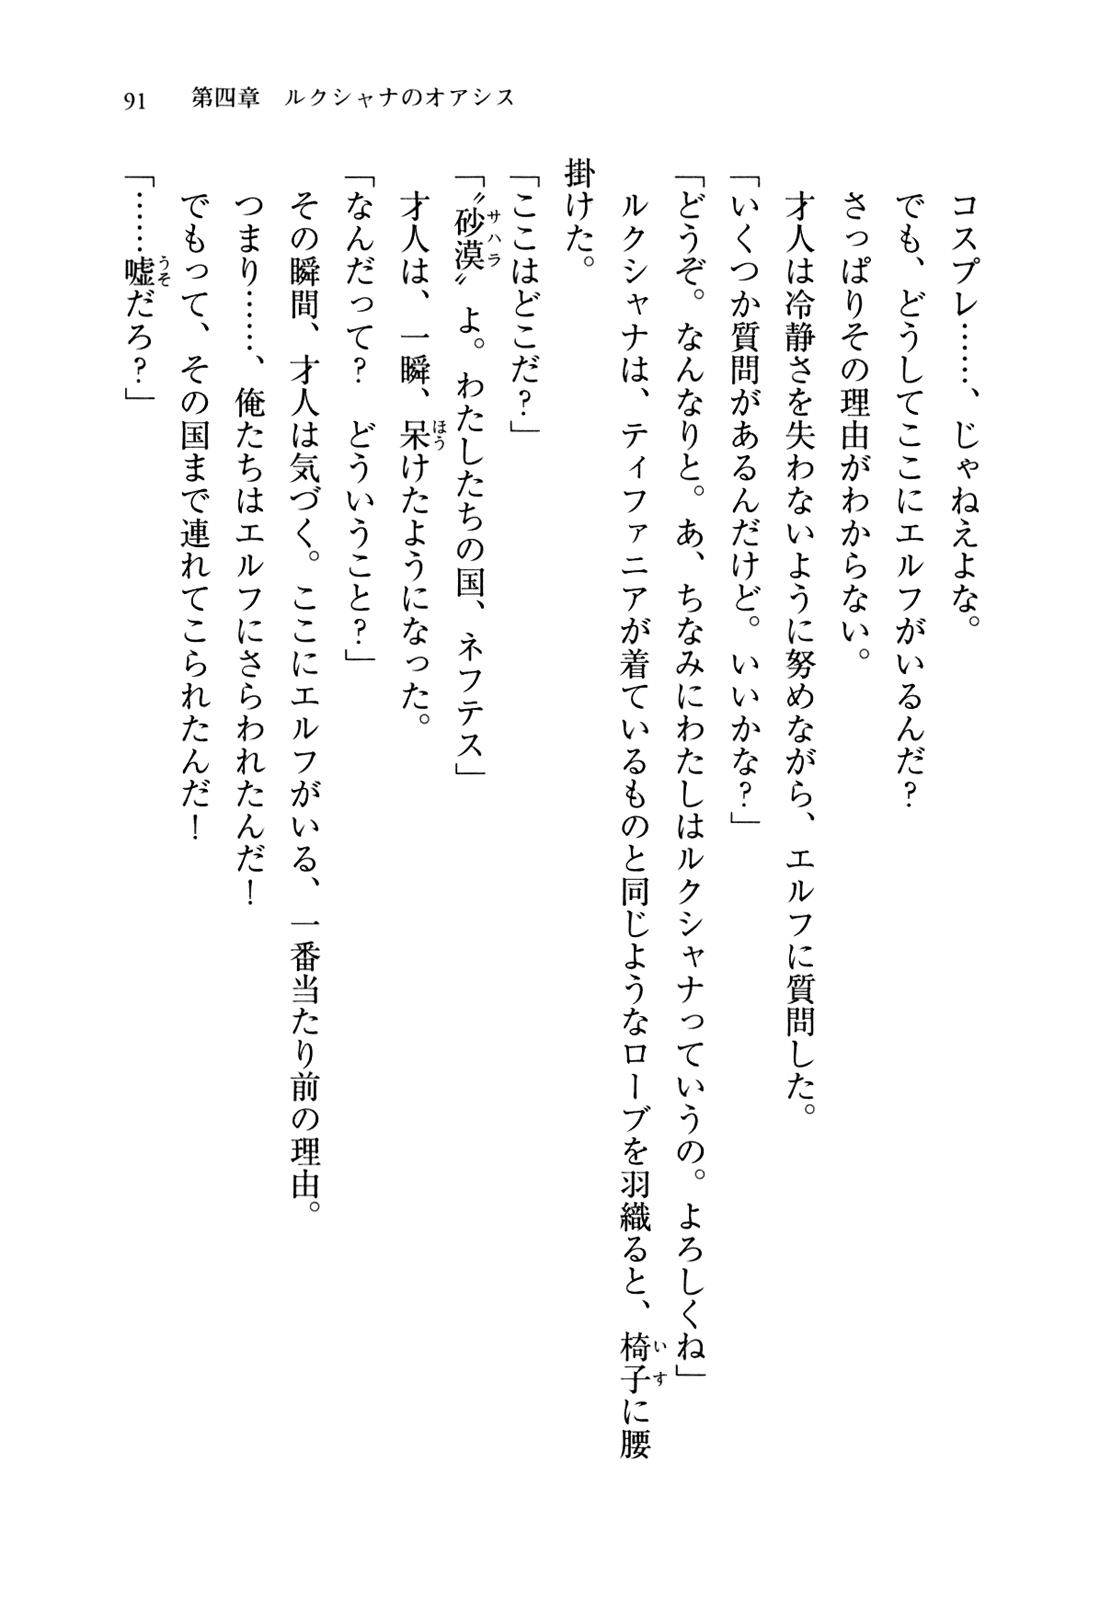 91　第四章　ルクシャナのオアシス
コスプレ……、じゃねえよな。
でも、どうしてここにエルフがいるんだ？
さっぱりその理由がわからない。
才人は冷静さを失わないように努めながら、エルフに質問した。
「いくつか質問があるんだけど。いいかな？」
「どうぞ。なんなりと。あ、ちなみにわたしはルクシャナっていうの。よろしくね」
ルクシャナは、ティファニアが着ているものと同じようなローブを羽織ると、椅子に腰
掛けた。
「ここはどこだ？」
「〝砂漠〟よ。わたしたちの国、ネフテス」
才人は、一瞬、呆けたようになった。
「なんだって？　どういうこと？」
その瞬間、才人は気づく。ここにエルフがいる、一番当たり前の理由。
つまり……、俺たちはエルフにさらわれたんだ！
でもって、その国まで連れてこられたんだ！
「……嘘だろ？」
いす
サハラ
ほう
うそ